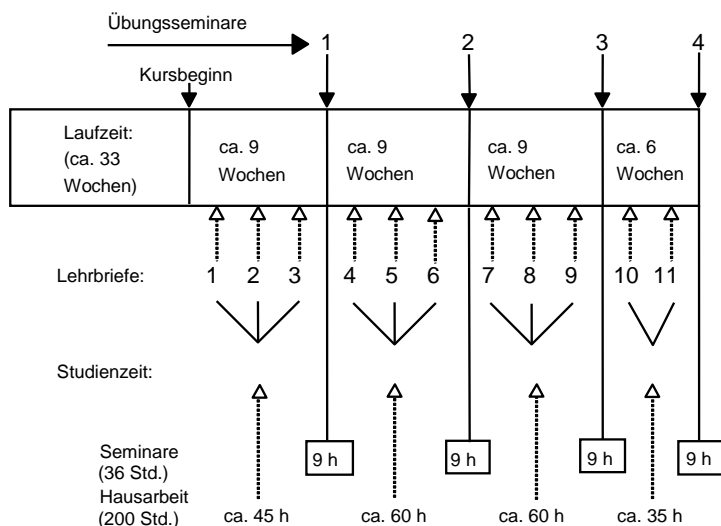 Übungsseminare
1 2 3 4
Kursbeginn
Laufzeit:
(ca. 33
Wochen)
ca. 9
Wochen
ca. 9
Wochen
ca. 9
Wochen
ca. 6
Wochen
Lehrbriefe: 1 2 3 4 5 6 7 8 9 10 11
Studienzeit:
Seminare
(36 Std.)
9 h 9 h 9 h 9 h
Hausarbeit
(200 Std.)
ca. 45 h ca. 60 h ca. 60 h ca. 35 h